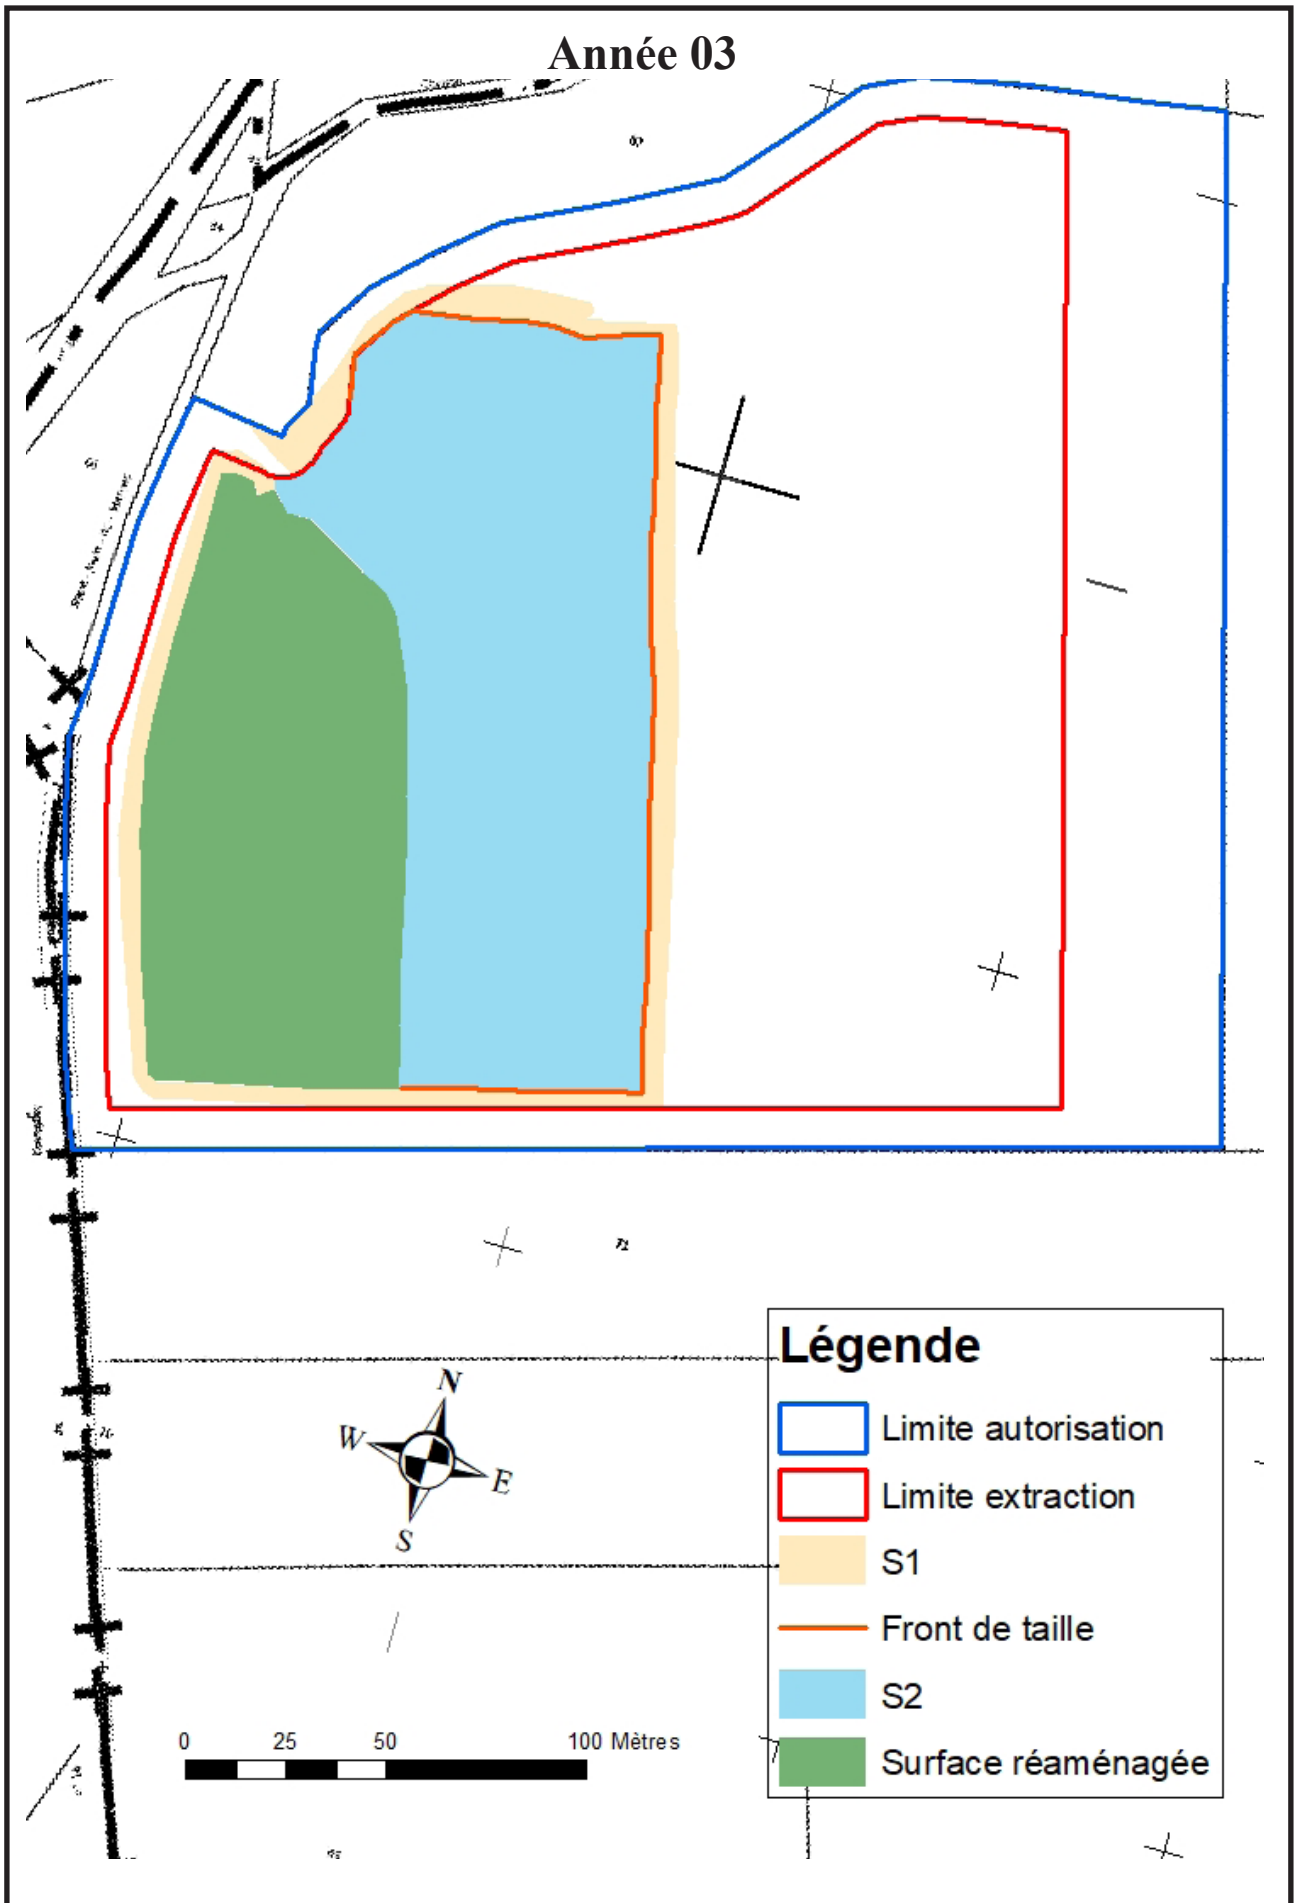 Année 03
24
N
W
E
S
Légende
Limite autorisation
Limite extraction
S1
Front de taille
S2
Surface réaménagée
0 25 50 100 Mètres